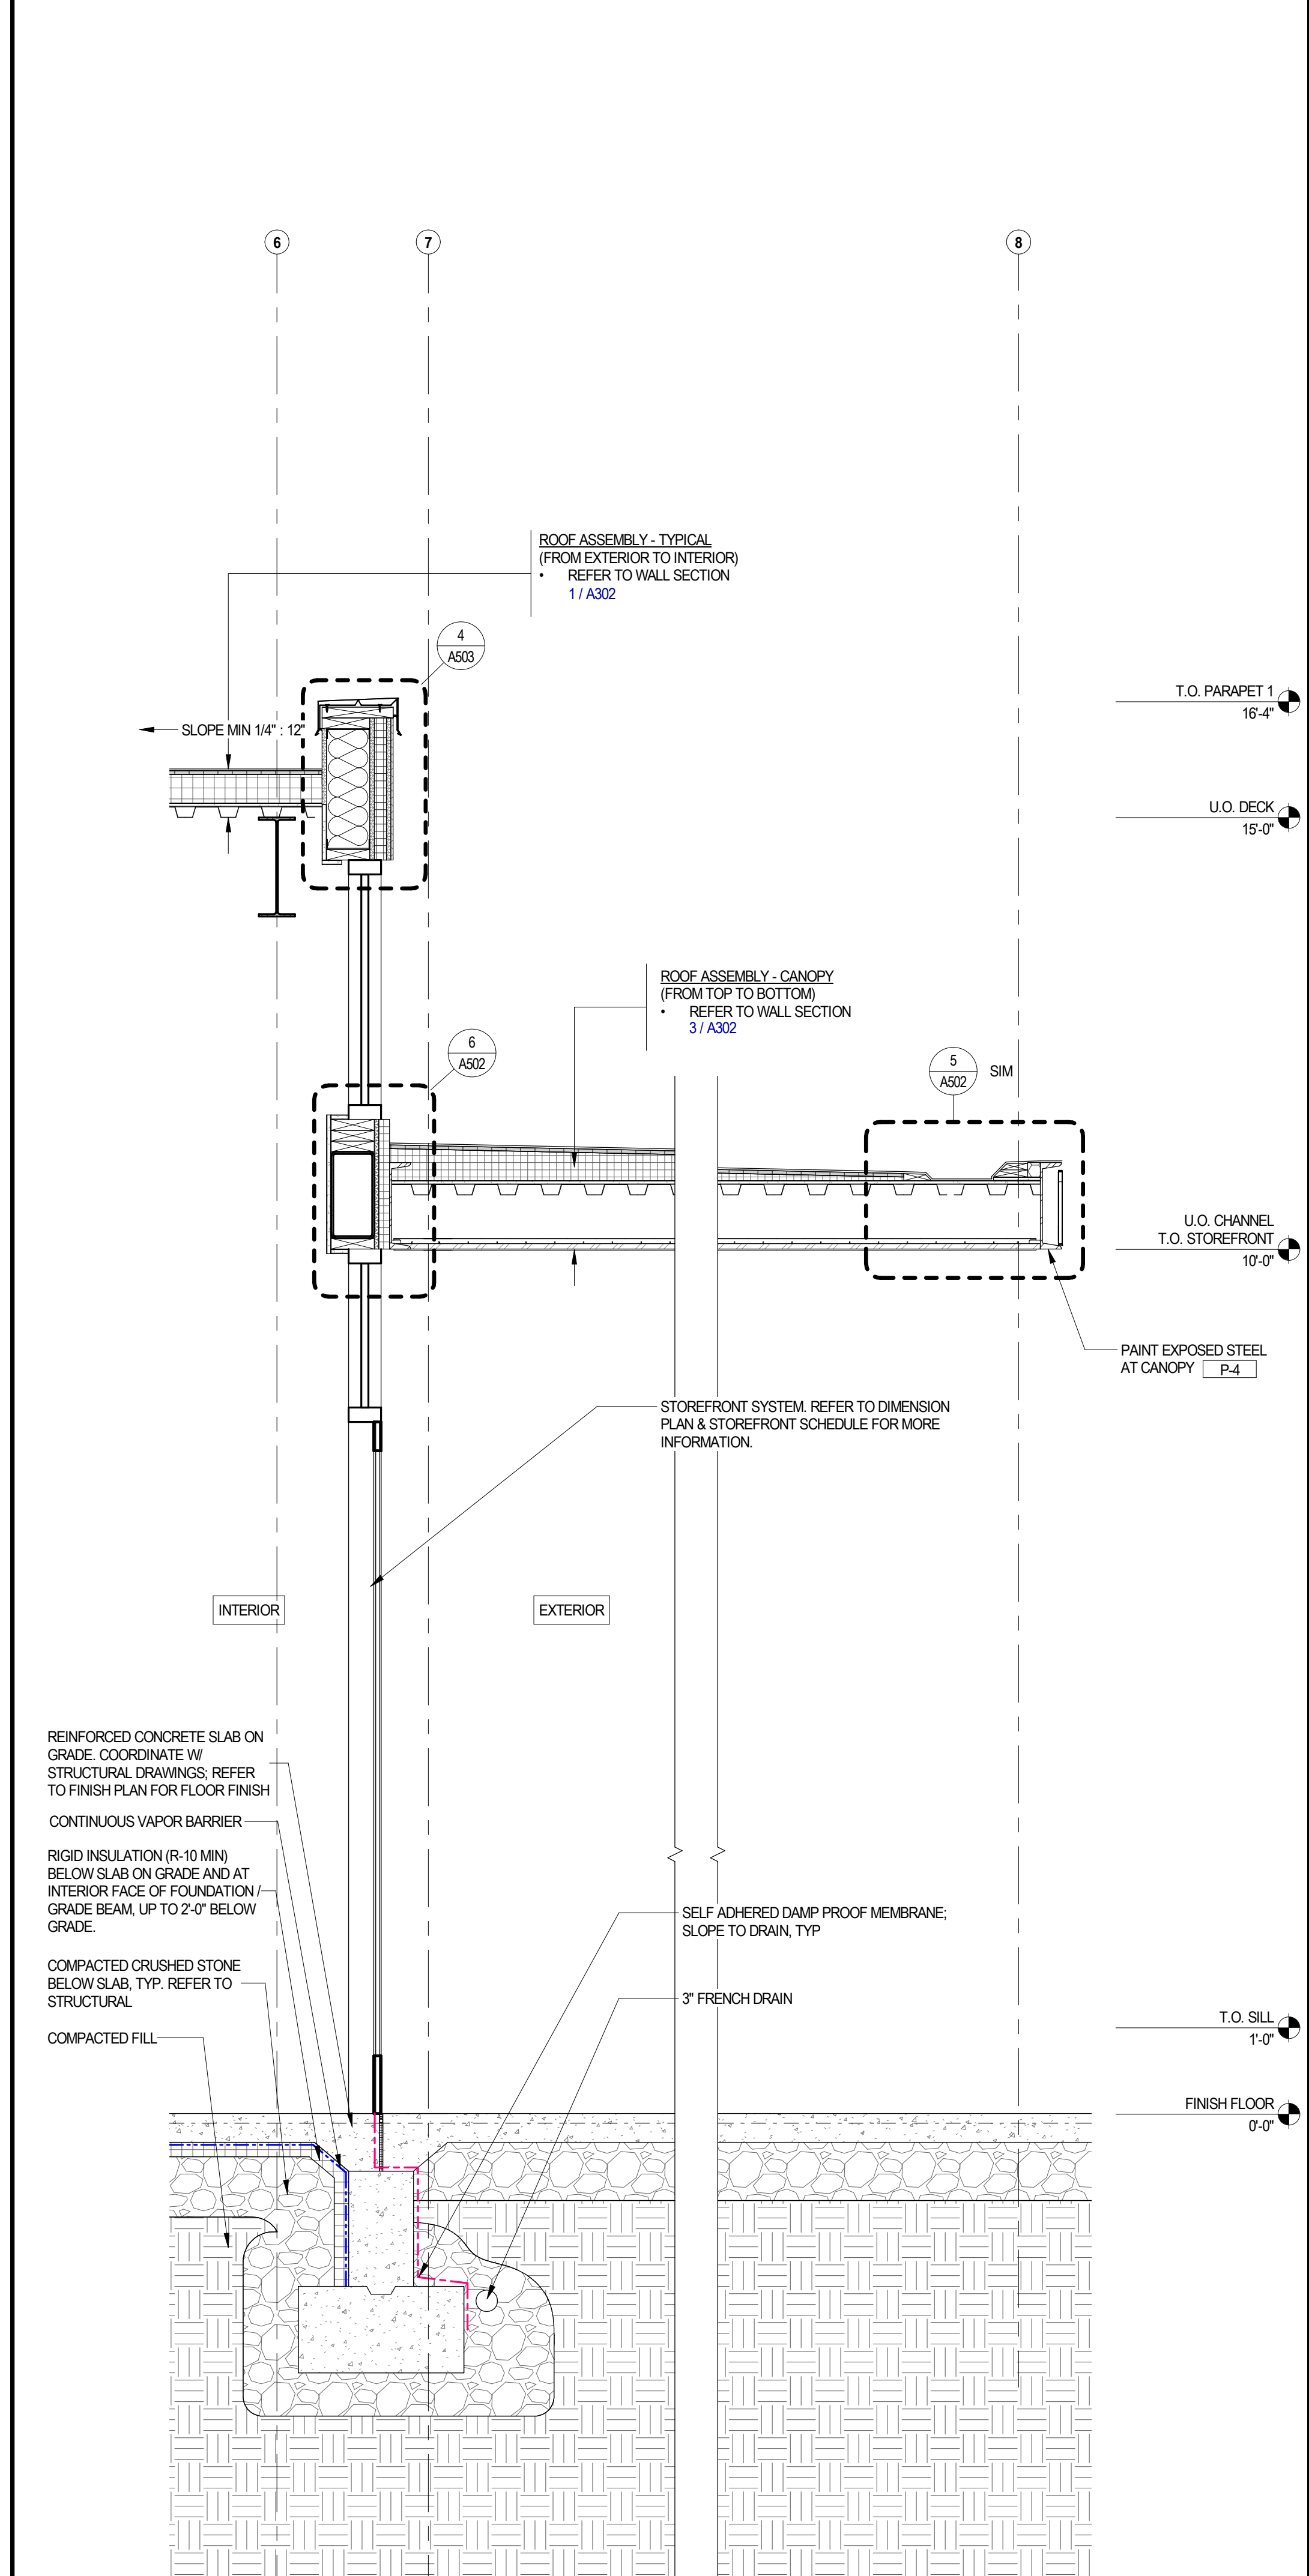 6
7
8
ROOF ASSEMBLY - TYPICAL
(FROM EXTERIOR TO INTERIOR)
• REFER TO WALL SECTION
1 / A302
4
A503
T.O. PARAPET 1
16'-4"
SLOPE MIN 1/4" : 12"
U.O. DECK
15'-0"
ROOF ASSEMBLY - CANOPY
(FROM TOP TO BOTTOM)
• REFER TO WALL SECTION
3 / A302
6
A502
5
A502
SIM
U.O. CHANNEL
T.O. STOREFRONT
10'-0"
PAINT EXPOSED STEEL
AT CANOPY P-4
STOREFRONT SYSTEM. REFER TO DIMENSION
PLAN & STOREFRONT SCHEDULE FOR MORE
INFORMATION.
INTERIOR
EXTERIOR
REINFORCED CONCRETE SLAB ON
GRADE. COORDINATE W/
STRUCTURAL DRAWINGS; REFER
TO FINISH PLAN FOR FLOOR FINISH
CONTINUOUS VAPOR BARRIER
RIGID INSULATION (R-10 MIN)
BELOW SLAB ON GRADE AND AT
INTERIOR FACE OF FOUNDATION /
GRADE BEAM, UP TO 2'-0" BELOW
GRADE.
COMPACTED CRUSHED STONE
BELOW SLAB, TYP. REFER TO
STRUCTURAL
COMPACTED FILL
SELF ADHERED DAMP PROOF MEMBRANE;
SLOPE TO DRAIN, TYP
3" FRENCH DRAIN
T.O. SILL
1'-0"
FINISH FLOOR
0'-0"